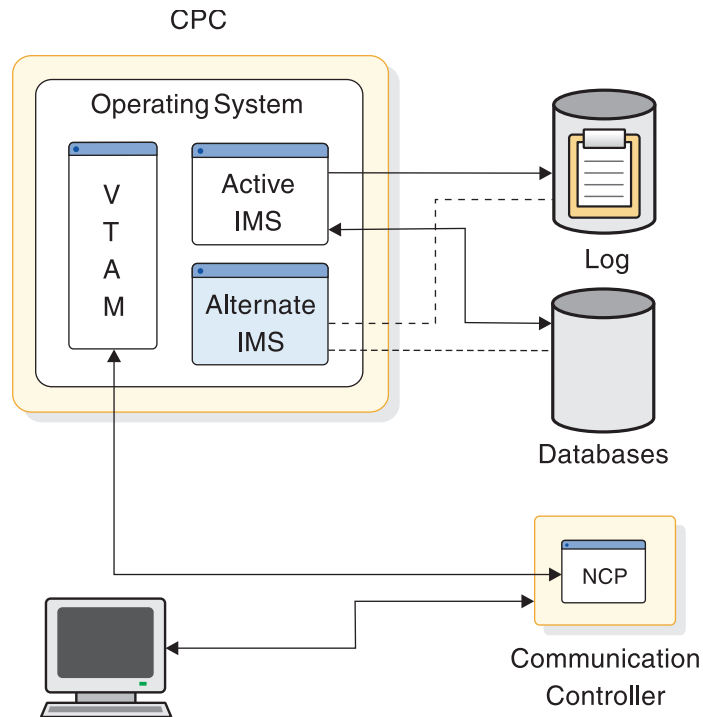 CPC
Operating System
V
T
A
M
Active
IMS
Alternate
IMS
Log
Databases
NCP
Communication
Controller